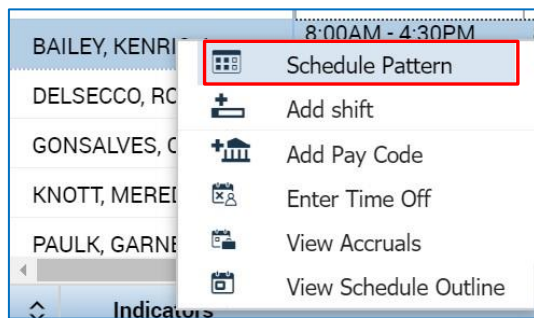 8:00AM - 4:30PM
BAILEY, KENRI
Schedule Pattern
DELSECCO, RO
Add shift
GONSALVES, C
Add Pay Code
KNOTT, MERED
Enter Time Off
PAULK, GARNE
View Accruals
View Schedule Outline
Indicators